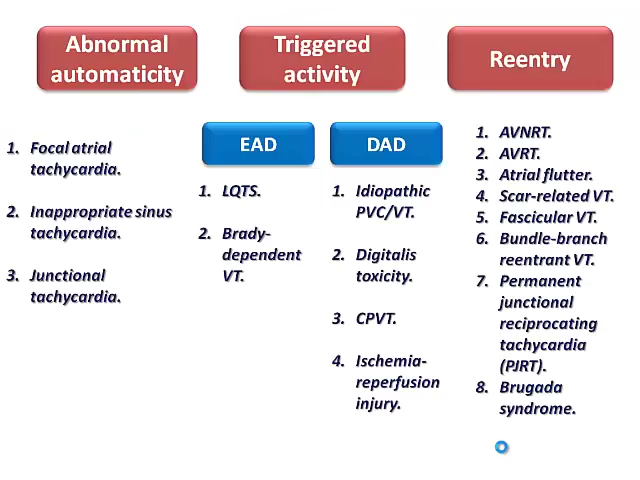 Abnormal
automaticity
Triggered
activity
Reentry
1. Focal atrial
tachycardia.
2. Inappropriate sinus
tachycardia.
3. Junctional
tachycardia.
EAD
1. LQTS.
2. Brady-
dependent
VT.
DAD
1. Idiopathic
PVC/VT.
2. Digitalis
toxicity.
3. CPVT.
4. Ischemia-
reperfusion
injury.
1. AVNRT.
2. AVRT.
3. Atrial flutter.
4. Scar-related VT.
5. Fascicular VT.
6. Bundle-branch
reentrant VT.
7. Permanent
junctional
reciprocating
tachycardia
(PJRT).
8. Brugada
syndrome.